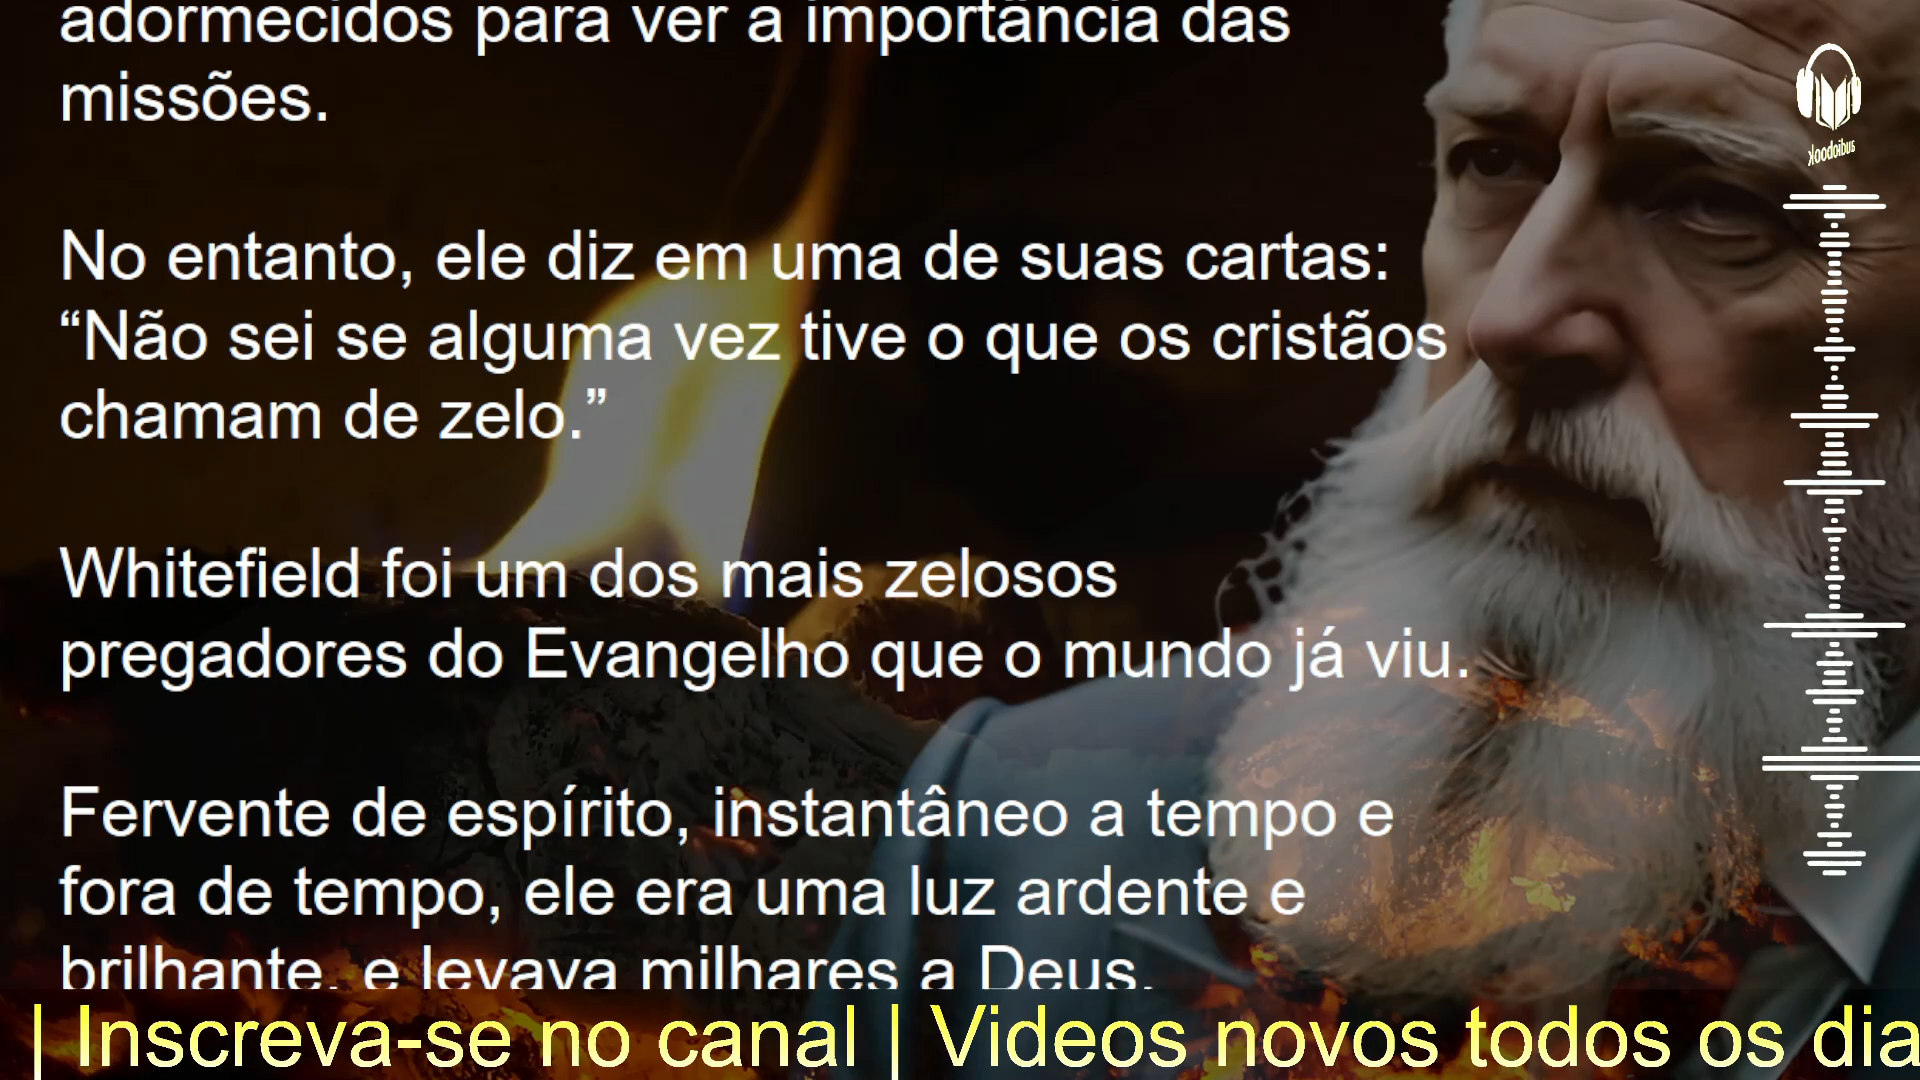 adormecidos para ver a importância das
missões.
No entanto, ele diz em uma de suas cartas:
“Não sei se alguma vez tive o que os cristãos
chamam de zelo.”
Whitefield foi um dos mais zelosos
pregadores do Evangelho que o mundo já viu.
Fervente de espírito, instantâneo a tempo e
fora de tempo, ele era uma luz ardente e
brilhante, e levava milhares a Deus.
| Inscreva-se no canal | Videos novos todos os dia
audiobook